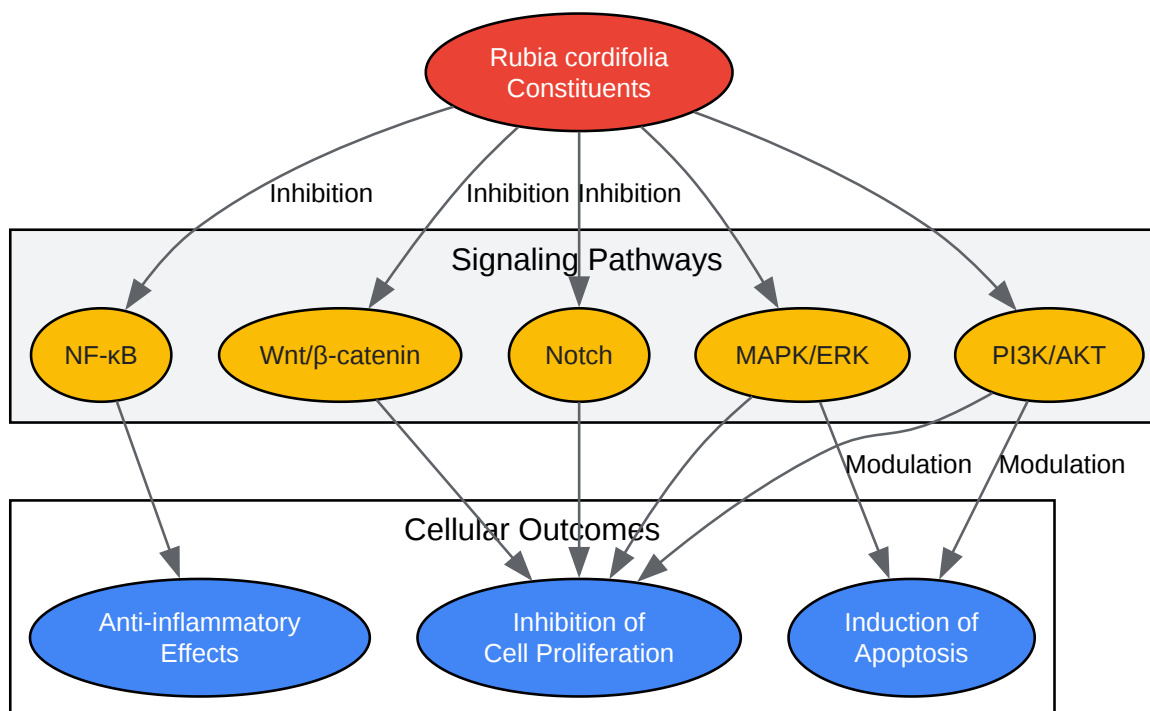 Rubia cordifolia
Constituents
Inhibition
Inhibition
Inhibition
Signaling Pathways
NF-κB
Wnt/β-catenin
Notch
MAPK/ERK
PI3K/AKT
Modulation
Modulation
Cellular Outcomes
Anti-inflammatory
Effects
Inhibition of
Cell Proliferation
Induction of
Apoptosis